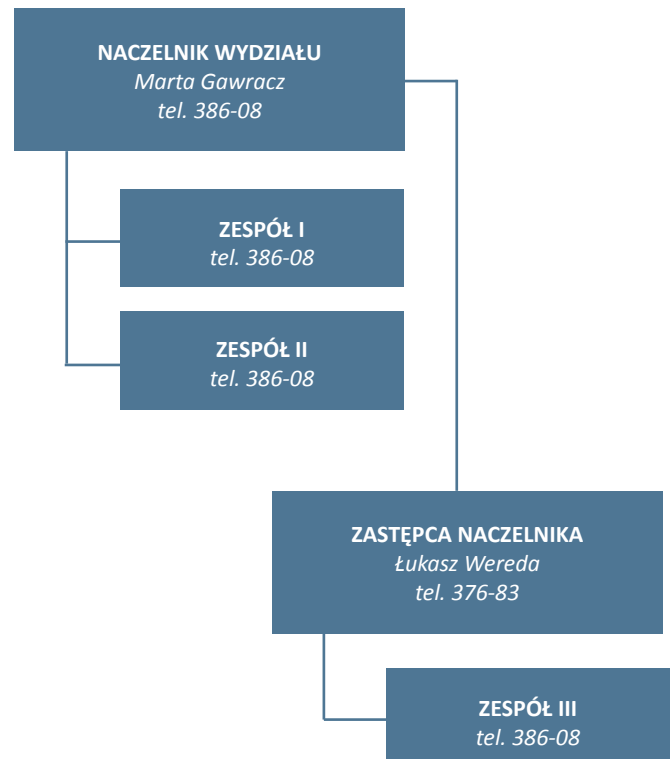 NACZELNIK WYDZIAŁU
Marta Gawracz
tel. 386-08
ZESPÓŁ I
tel. 386-08
ZESPÓŁ II
tel. 386-08
ZASTĘPCA NACZELNIKA
Łukasz Wereda
tel. 376-83
ZESPÓŁ III
tel. 386-08